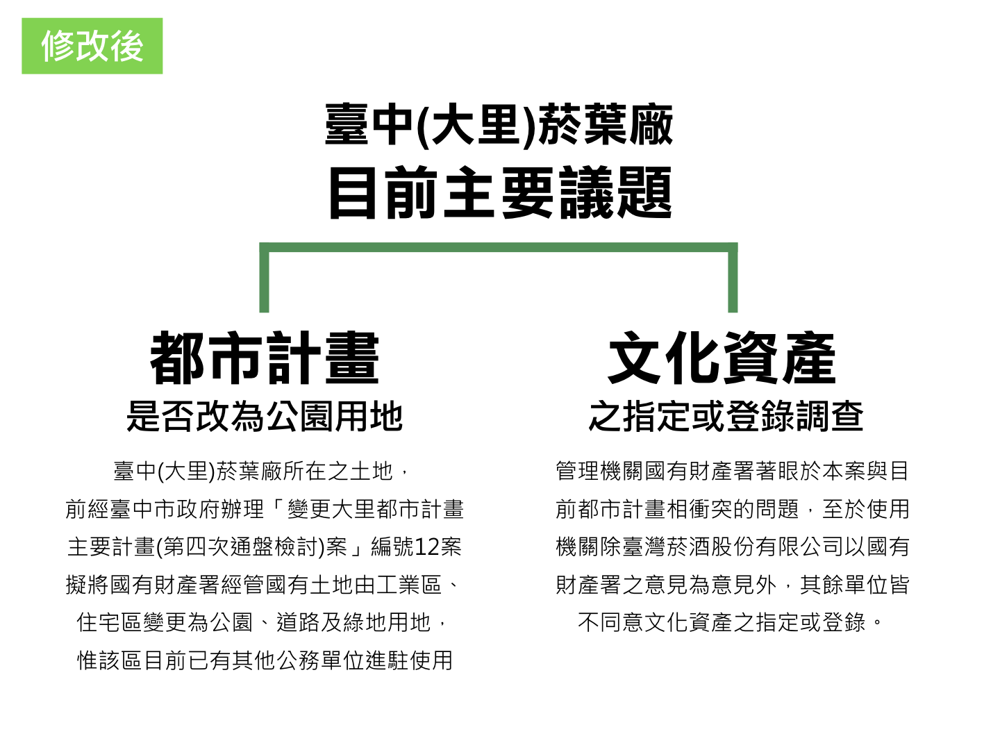 修改後
臺中(大里)菸葉廠
目前主要議題
都市計畫
是否改為公園用地
臺中(大里)菸葉廠所在之土地，
前經臺中市政府辦理「變更大里都市計畫
主要計畫(第四次通盤檢討)案」編號12案
擬將國有財產署經管國有土地由工業區、
住宅區變更為公園、道路及綠地用地，
惟該區目前已有其他公務單位進駐使用
文化資產
之指定或登錄調查
管理機關國有財產署著眼於本案與目
前都市計畫相衝突的問題，至於使用
機關除臺灣菸酒股份有限公司以國有
財產署之意見為意見外，其餘單位皆
不同意文化資產之指定或登錄。